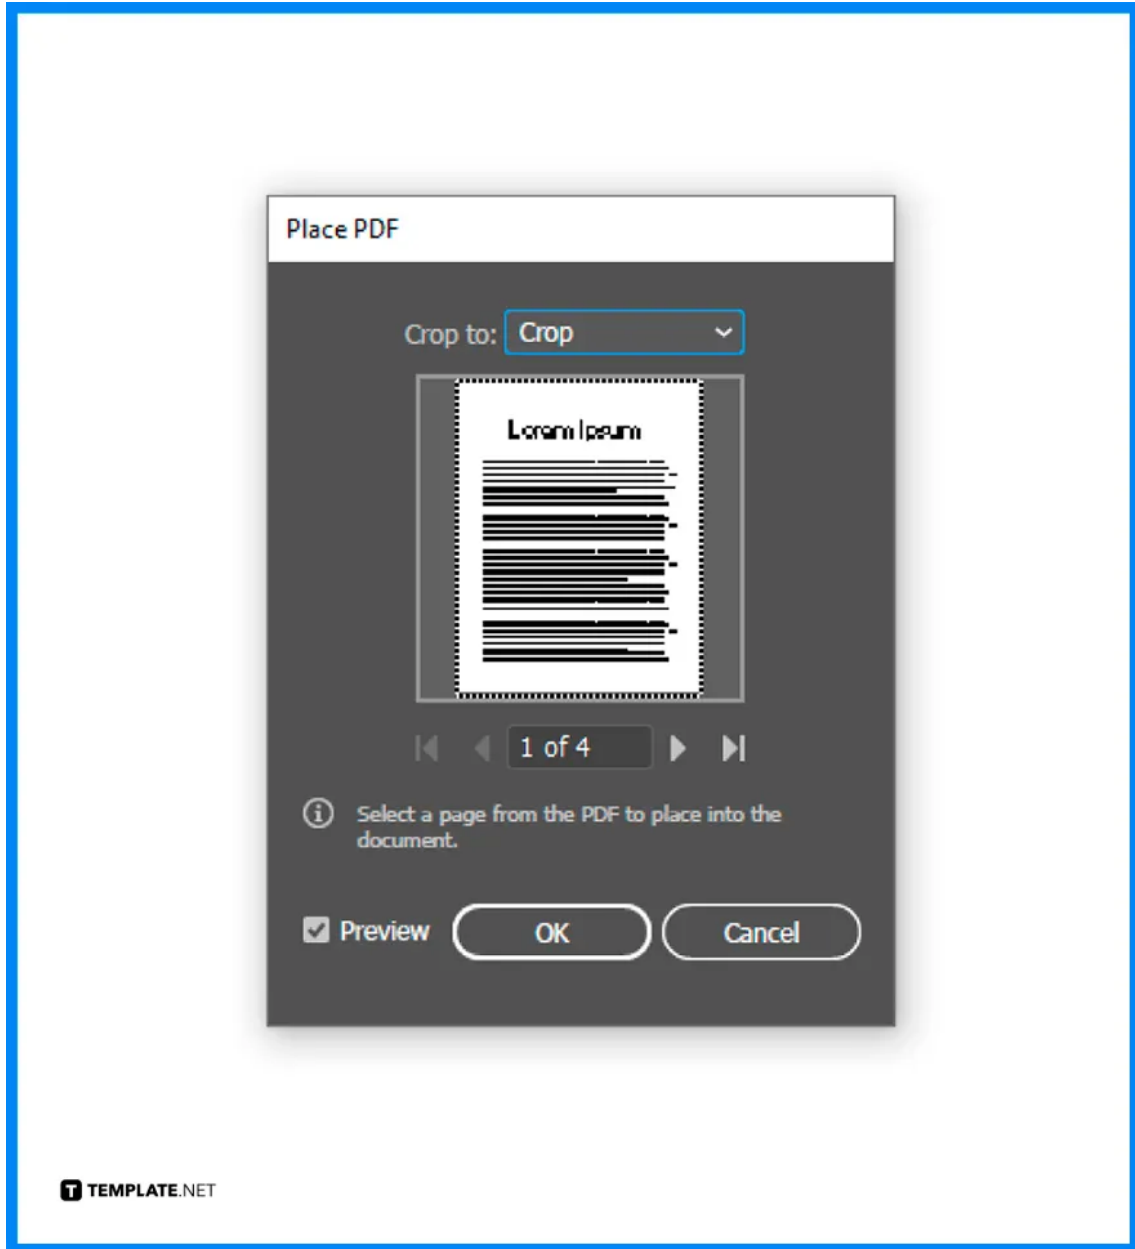 Place PDF
Crop to: Crop
Lorem Ipsum
1 of 4
Select a page from the PDF to place into the
document.
Preview OK Cancel
T TEMPLATE.NET